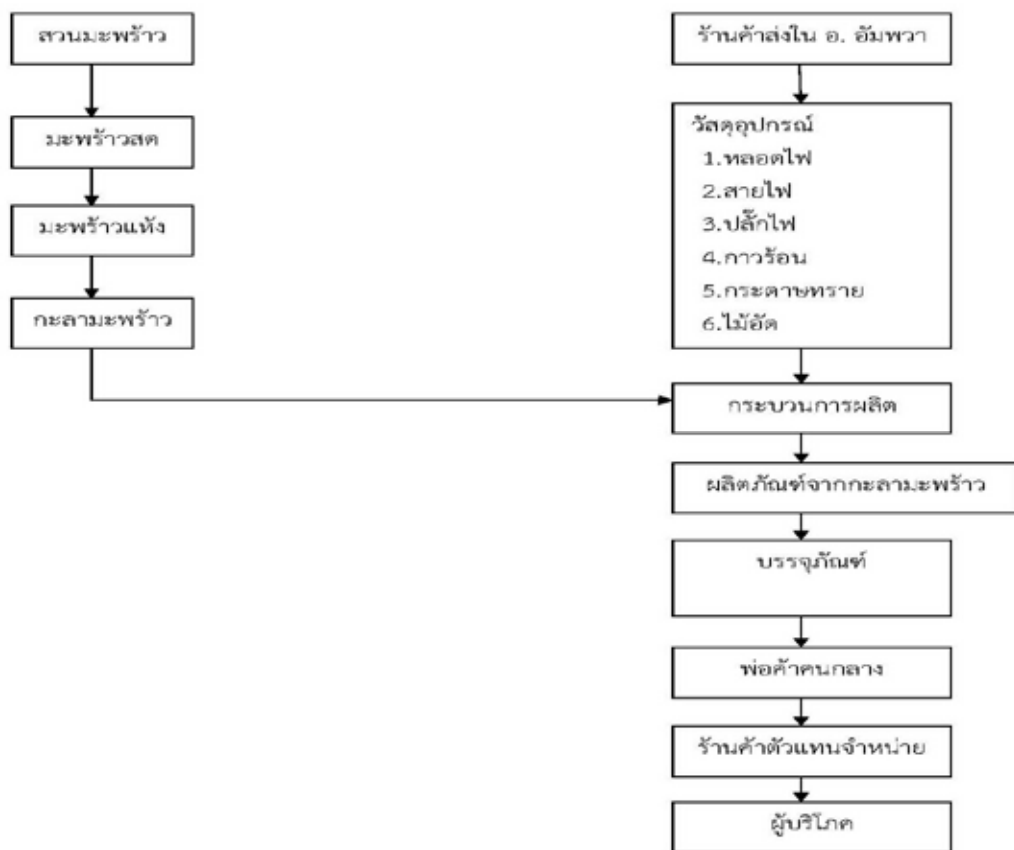 สวนมะพร้าว
มะพร้าวสด
มะพร้าวแห้ง
กะลามะพร้าว
ร้านค้าส่งใน อ. อัมพวา
วัสดุอุปกรณ์
1.หลอดไฟ
2.สายไฟ
3.ปลั๊กไฟ
4.กาวร้อน
5.กระดาษทราย
6.ไม้อัด
กระบวนการผลิต
ผลิตภัณฑ์จากกะลามะพร้าว
บรรจุภัณฑ์
พ่อค้าคนกลาง
ร้านค้าตัวแทนจำหน่าย
ผู้บริโภค